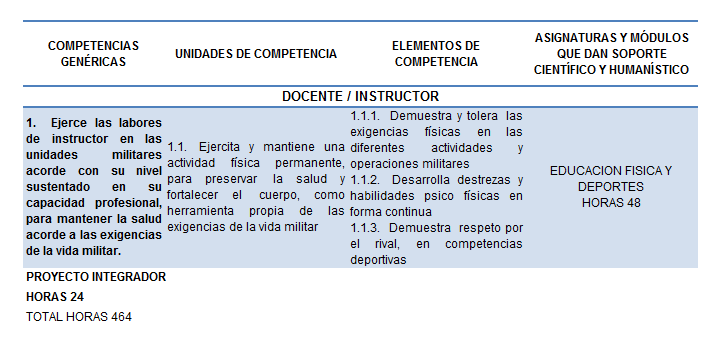 COMPETENCIAS
GENÉRICAS
UNIDADES DE COMPETENCIA
ELEMENTOS DE
COMPETENCIA
ASIGNATURAS Y MÓDULOS
QUE DAN SOPORTE
CIENTÍFICO Y HUMANÍSTICO
DOCENTE / INSTRUCTOR
1. Ejerce las labores
de instructor en las
unidades militares
acorde con su nivel
sustentado en su
capacidad profesional,
para mantener la salud
acorde a las exigencias
de la vida militar.
1.1. Ejercita y mantiene una
actividad física permanente,
para preservar la salud y
fortalecer el cuerpo, como
herramienta propia de las
exigencias de la vida militar
1.1.1. Demuestra y tolera las
exigencias físicas en las
diferentes actividades y
operaciones militares
1.1.2. Desarrolla destrezas y
habilidades psico físicas en
forma continua
1.1.3. Demuestra respeto por
el rival, en competencias
deportivas
EDUCACION FISICA Y
DEPORTES
HORAS 48
PROYECTO INTEGRADOR
HORAS 24
TOTAL HORAS 464